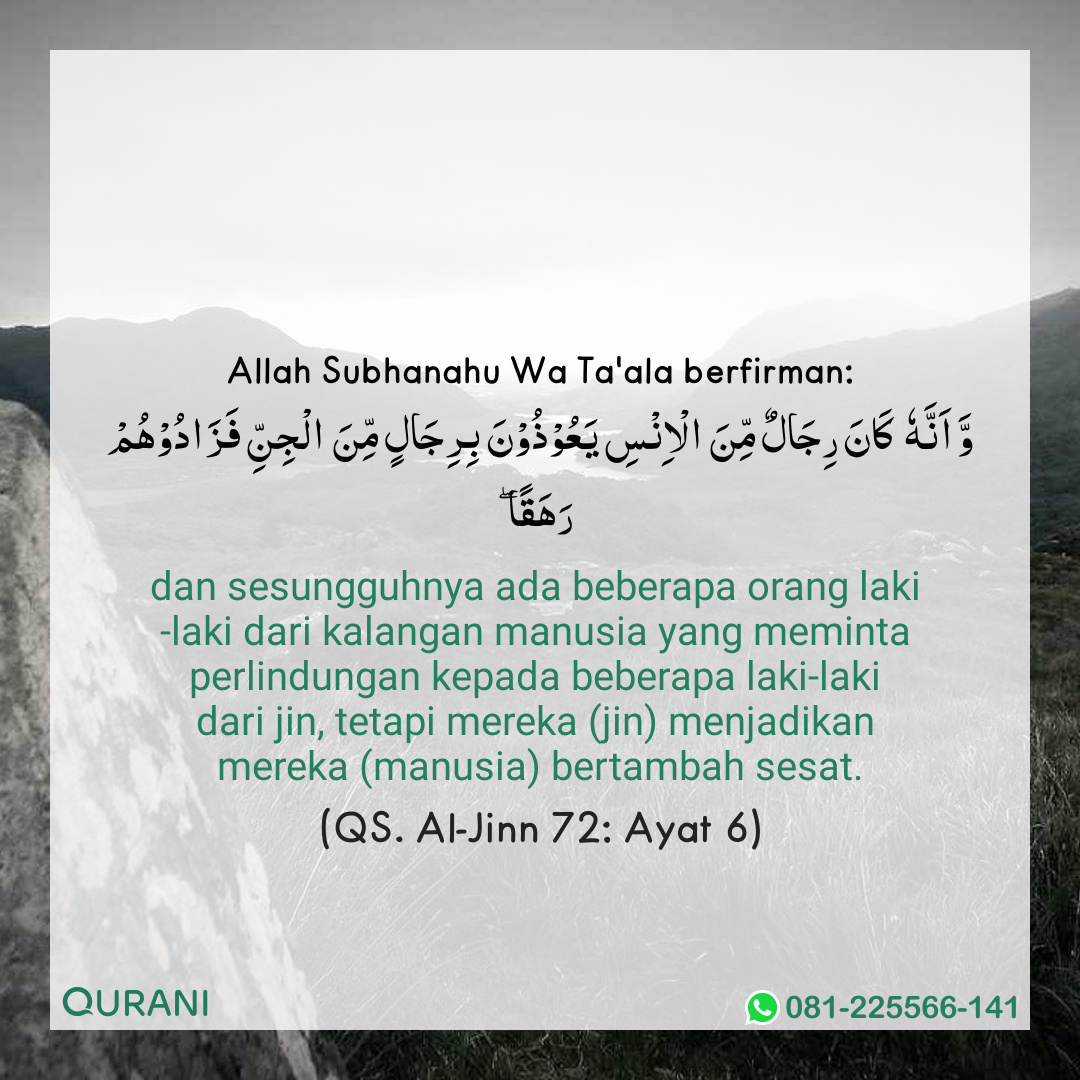 Allah Subhanahu Wa Ta'ala berfirman:
وَّاَنَّهٗ كَانَ رِجَالٌ مِّنَ الْاِنْسِ يَعُوْذُوْنَ بِرِجَالٍ مِّنَ الْجِنِّ فَزَادُوْهُمْ
رَهَقًاۖ
dan sesungguhnya ada beberapa orang laki
-laki dari kalangan manusia yang meminta
perlindungan kepada beberapa laki-laki
dari jin, tetapi mereka (jin) menjadikan
mereka (manusia) bertambah sesat.
(QS. Al-Jinn 72: Ayat 6)
QURANI
081-225566-141